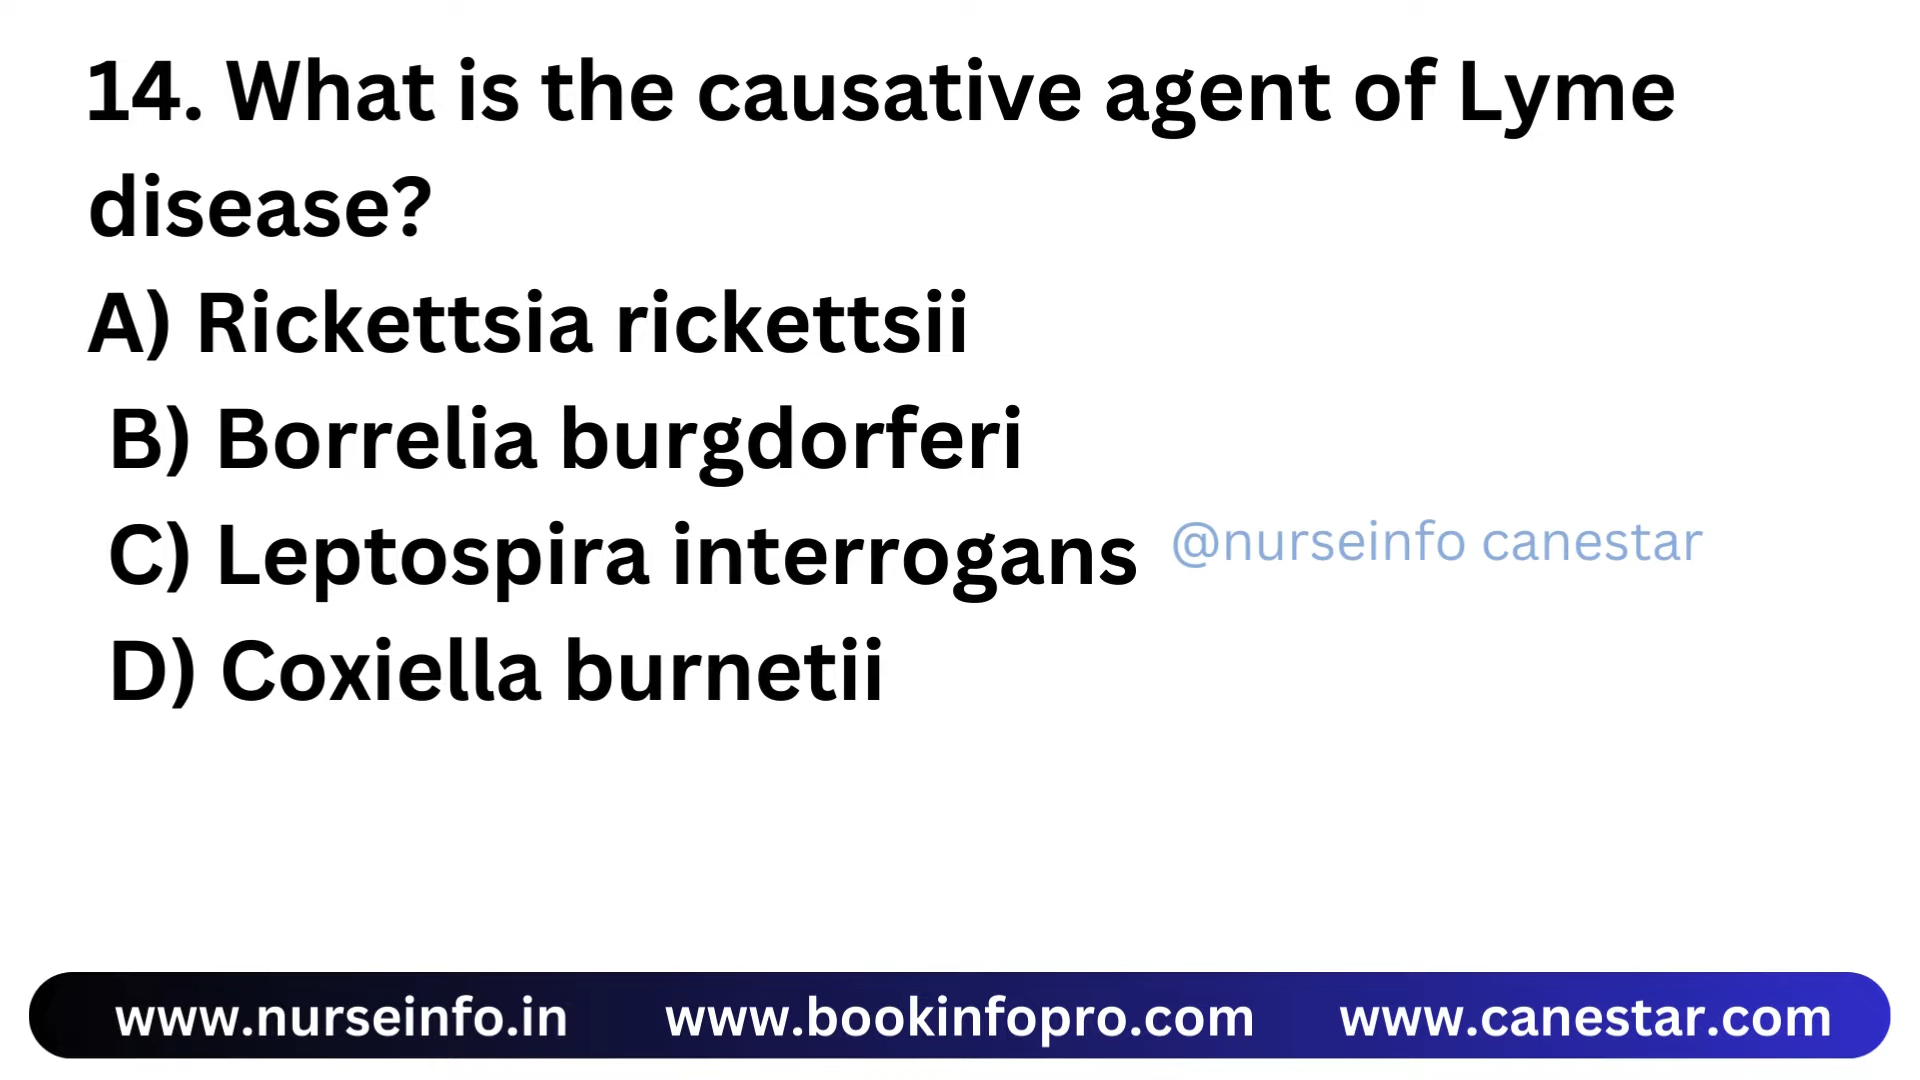 14. What is the causative agent of Lyme
disease?
A) Rickettsia rickettsii
B) Borrelia burgdorferi
C) Leptospira interrogans
@nurseinfo canestar
D) Coxiella burnetii
www.nurseinfo.in www.bookinfopro.com www.canestar.com